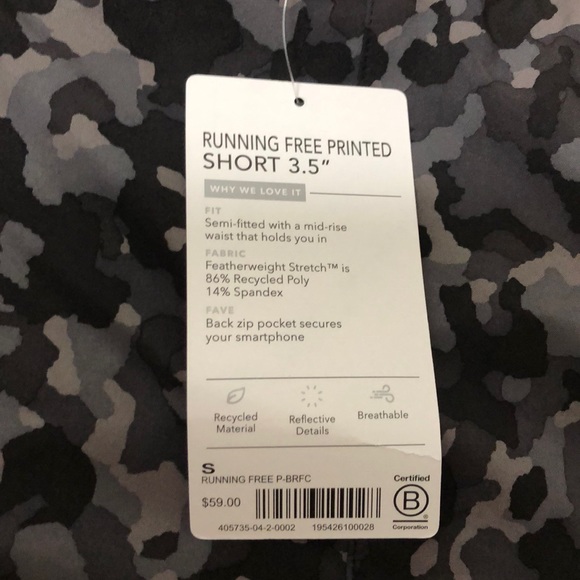 RUNNING FREE PRINTED
SHORT 3.5"
WHY WE LOVE IT
FIT
Semi-fitted with a mid-rise
waist that holds you in
FABRIC
Featherweight Stretch™ is
86% Recycled Poly
14% Spandex
FAVE
Back zip pocket secures
your smartphone
Recycled
Material
Reflective
Details
Breathable
S
RUNNING FREE P-BRFC
$59.00
405735-04-2-0002 195426100028
Certified
B
®
Corporation